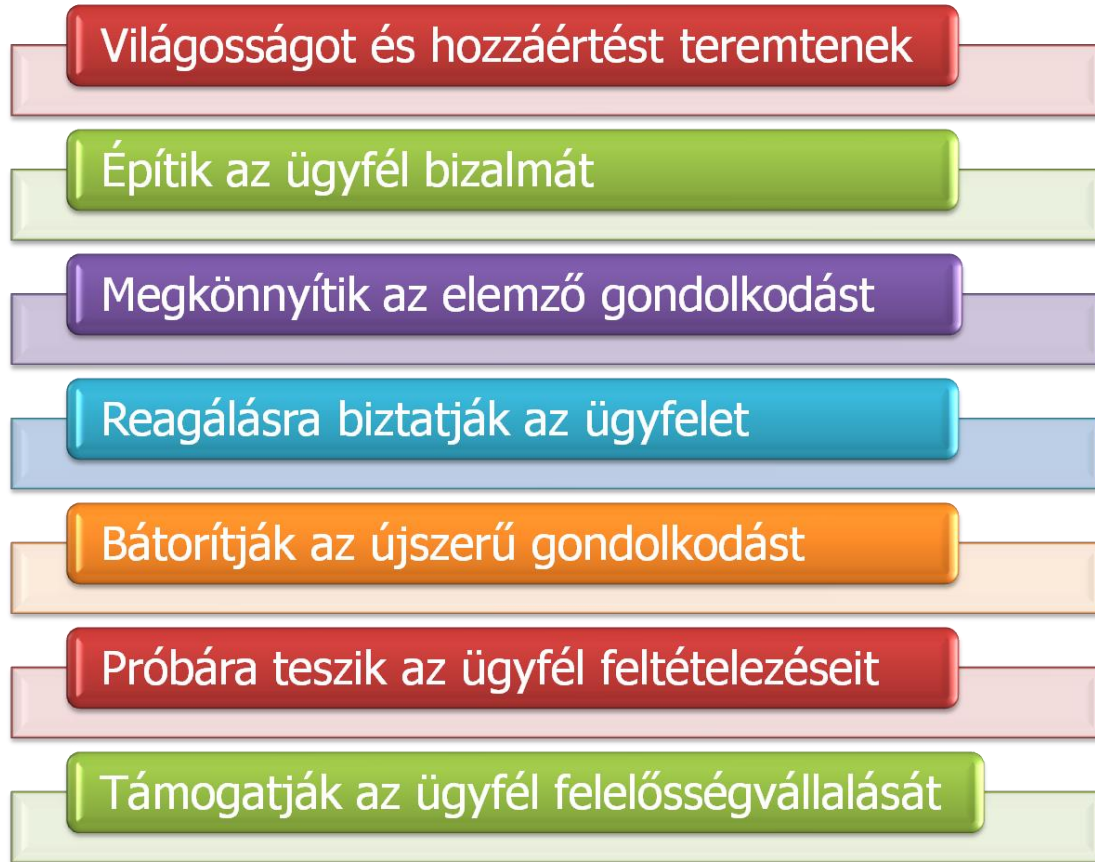 Világosságot és hozzáértést teremtenek
Építik az ügyfél bizalmát
Megkönnyítik az elemző gondolkodást
Reagálásra biztatják az ügyfelet
Bátorítják az újszerű gondolkodást
Próbára teszik az ügyfél feltételezéseit
Támogatják az ügyfél felelősségvállalását